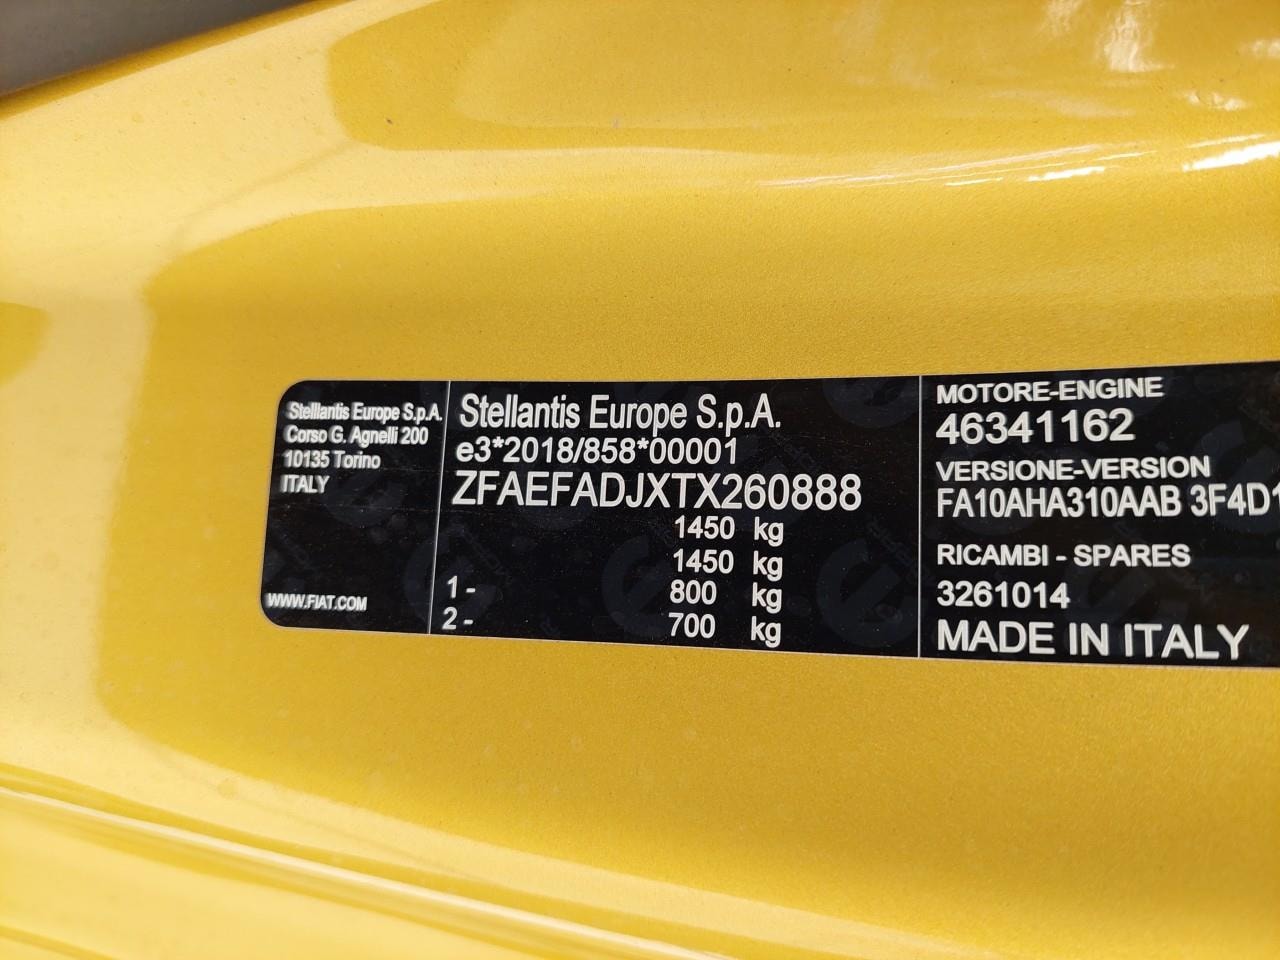 Stelllantis Europe S.p.A.
Corso G. Agnelli 200
10135 Torino
ITALY
WWW.FIAT.COM
Stellantis Europe S.p.A.
e3*2018/858*00001
ZFAEFADJXTX260888
1450 kg
1450 kg
1 - 800 kg
2 - 700 kg
MOTORE-ENGINE
46341162
VERSIONE-VERSION
FA10AHA310AAB 3F4D1
RICAMBI - SPARES
3261014
MADE IN ITALY